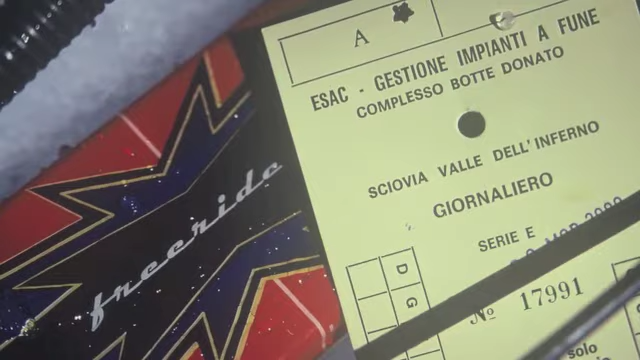 A
ESAC - GESTIONE IMPIANTI A FUNE
COMPLESSO BOTTE DONATO
SCIOVIA VALLE DELL'INFERNO
GIORNALIERO
SERIE E
D
G
Nº 17991
solo
freeride